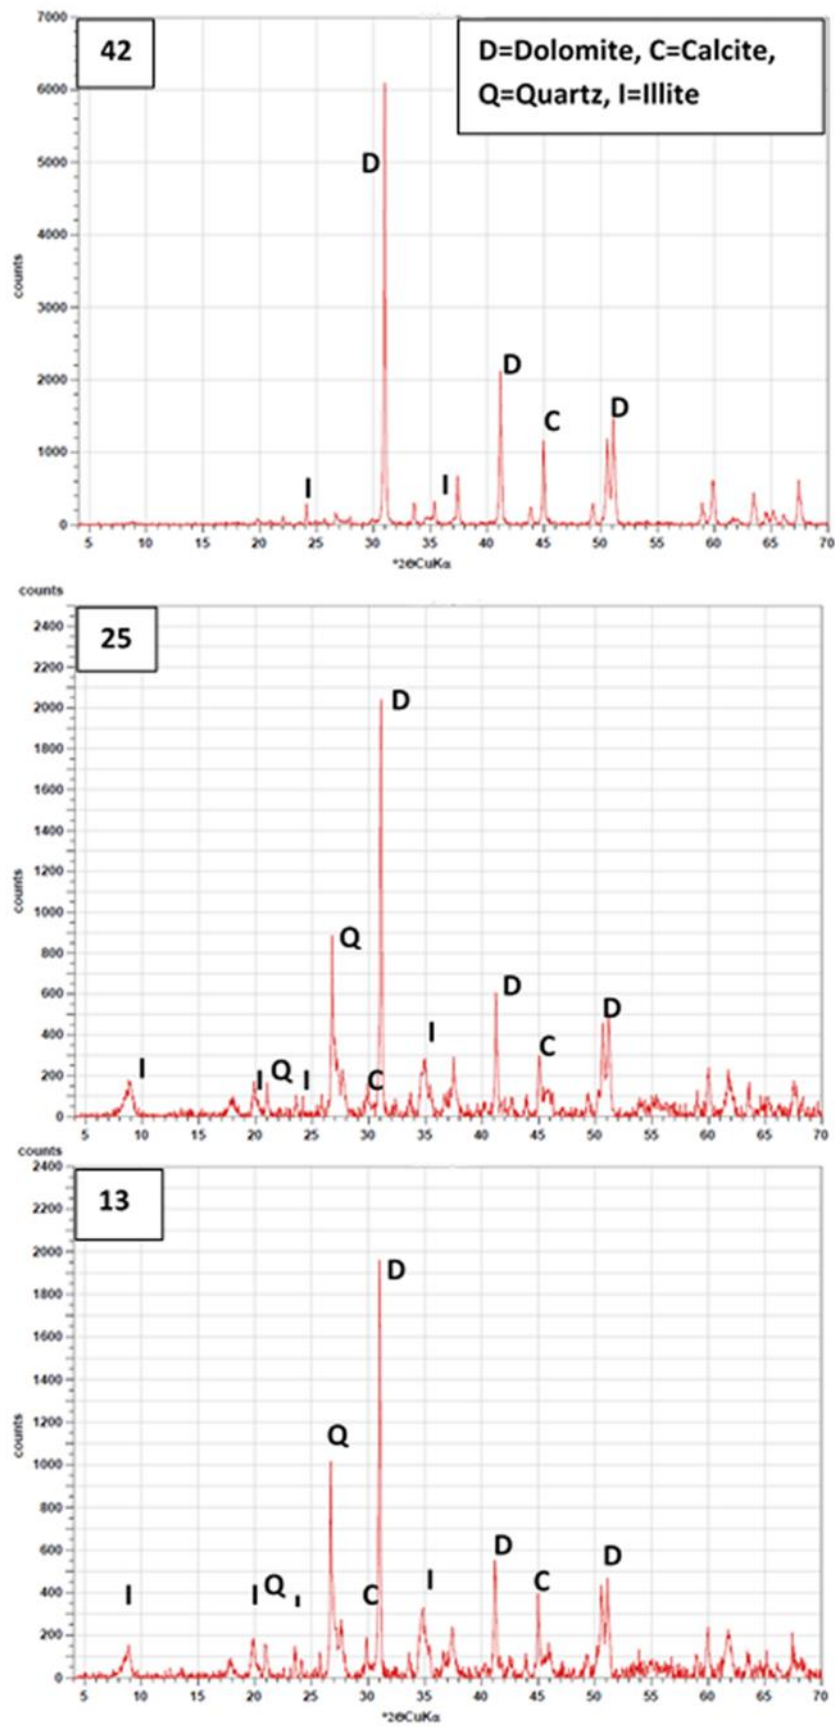 7000
42
D=Dolomite, C=Calcite,
Q=Quartz, I=Illite
6000
D
5000
4000
counts
3000
2000
D
D
C
1000
I
I
0
5 10 15 20 25 30 35 40 45 50 55 60 65 70
°2ΘCuKα
counts
2400
25
2200
2000
D
1800
1600
1400
1200
counts
1000
Q
800
600
D
D
400
I
C
200
I
I
Q
I
C
0
5 10 15 20 25 30 35 40 45 50 55 60 65 70
counts
2400
13
2200
2000
D
1800
1600
1400
1200
counts
Q
1000
800
600
D
D
400
I
I
Q
I
C
I
C
200
0
5 10 15 20 25 30 35 40 45 50 55 60 65 70
°2ΘCuKα